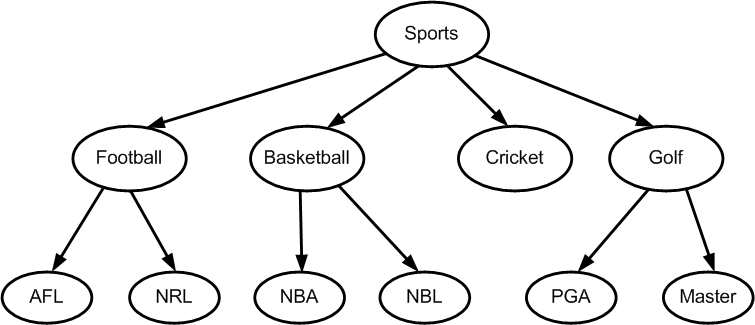 Sports
Football
Basketball
Cricket
Golf
AFL
NRL
NBA
NBL
PGA
Master